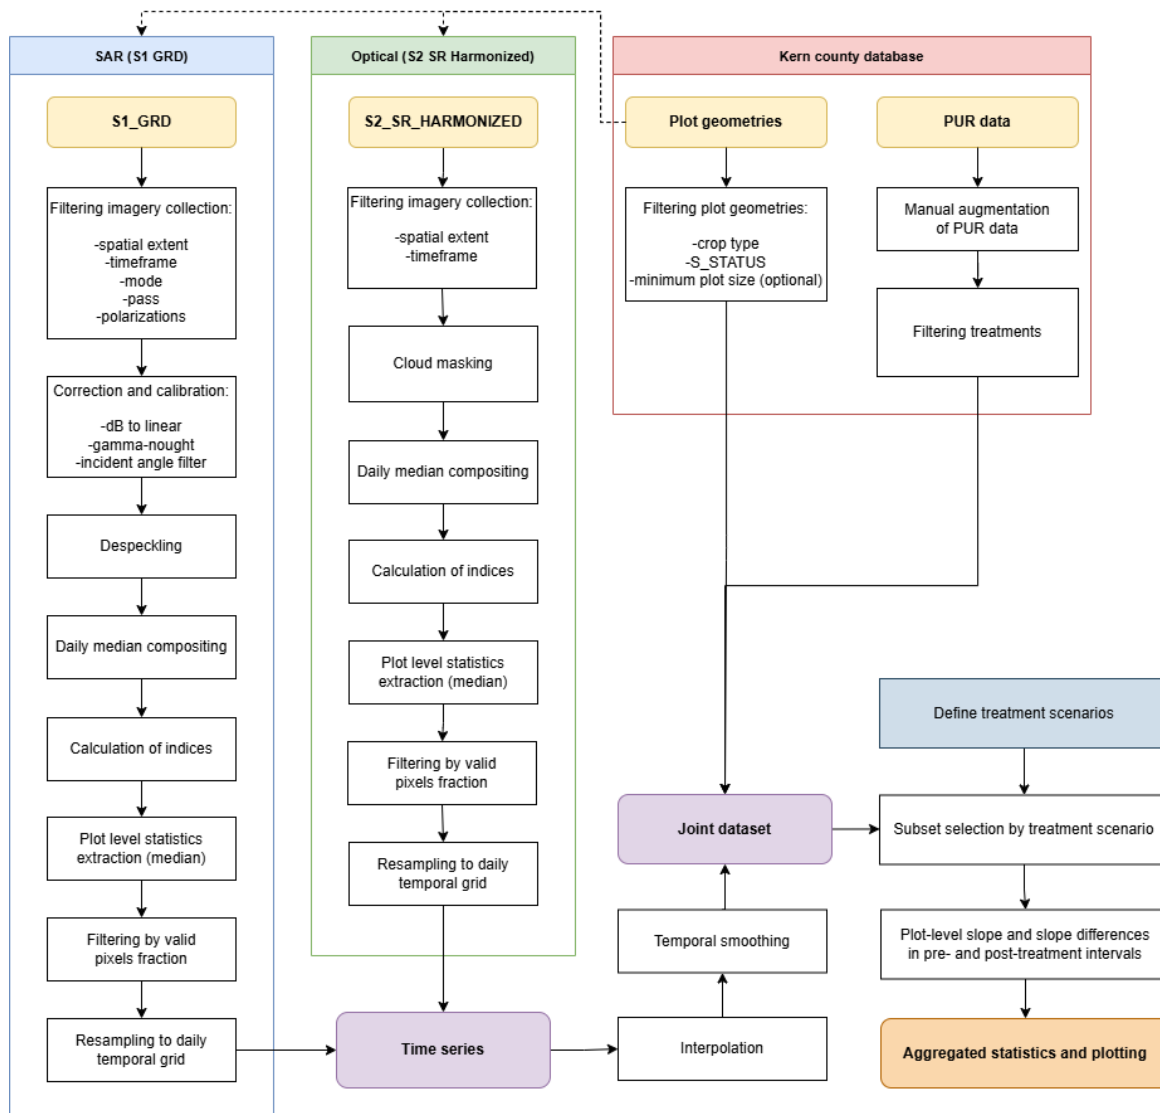 SAR (S1 GRD)
S1_GRD
Filtering imagery collection:
-spatial extent
-timeframe
-mode
-pass
-polarizations
Correction and calibration:
-dB to linear
-gamma-nought
-incident angle filter
Despeckling
Daily median compositing
Calculation of indices
Plot level statistics
extraction (median)
Filtering by valid
pixels fraction
Resampling to daily
temporal grid
Optical (S2 SR Harmonized)
S2_SR_HARMONIZED
Filtering imagery collection:
-spatial extent
-timeframe
Cloud masking
Daily median compositing
Calculation of indices
Plot level statistics
extraction (median)
Filtering by valid
pixels fraction
Resampling to daily
temporal grid
Time series
Kern county database
Plot geometries
Filtering plot geometries:
-crop type
-S_STATUS
-minimum plot size (optional)
PUR data
Manual augmentation
of PUR data
Filtering treatments
Interpolation
Temporal smoothing
Joint dataset
Define treatment scenarios
Subset selection by treatment scenario
Plot-level slope and slope differences
in pre- and post-treatment intervals
Aggregated statistics and plotting